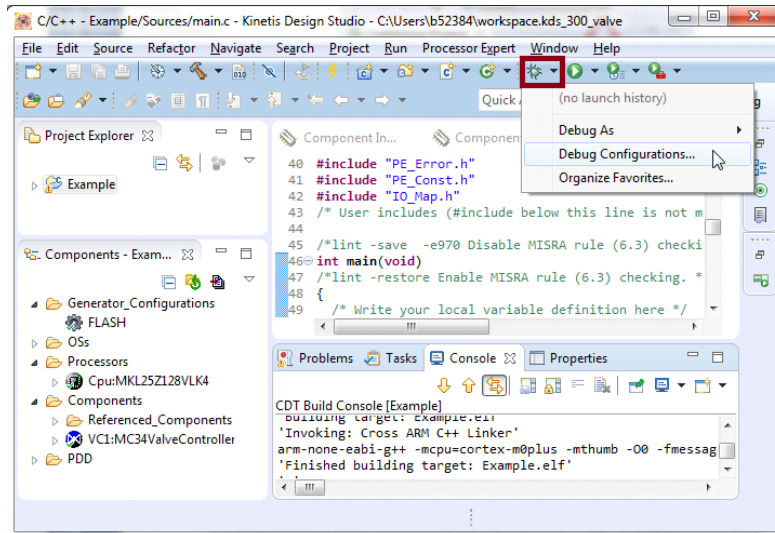 C/C++ - Example/Sources/main.c - Kinetis Design Studio - C:\Users\b52384\workspace.kds_300_valve
File Edit Source Refactor Navigate Search Project Run Processor Expert Window Help
Quick
(no launch history)
Debug As
Debug Configurations...
Organize Favorites...
Project Explorer
Example
Component In...
Component
40 #include "PE_Error.h"
41 #include "PE_Const.h"
42 #include "IO_Map.h"
43 /* User includes (#include below this line is not m
44
45 /*lint -save -e970 Disable MISRA rule (6.3) checki
46 int main(void)
47 /*lint -restore Enable MISRA rule (6.3) checking. *
48 {
49 /* Write your local variable definition here */
Components - Exam...
Generator_Configurations
FLASH
OSs
Processors
Cpu:MKL25Z128VLK4
Components
Referenced_Components
VC1:MC34ValveController
PDD
Problems Tasks Console Properties
CDT Build Console [Example]
'Building target: Example.elf'
'Invoking: Cross ARM C++ Linker'
arm-none-eabi-g++ -mcpu=cortex-m0plus -mthumb -O0 -fmessag
'Finished building target: Example.elf'